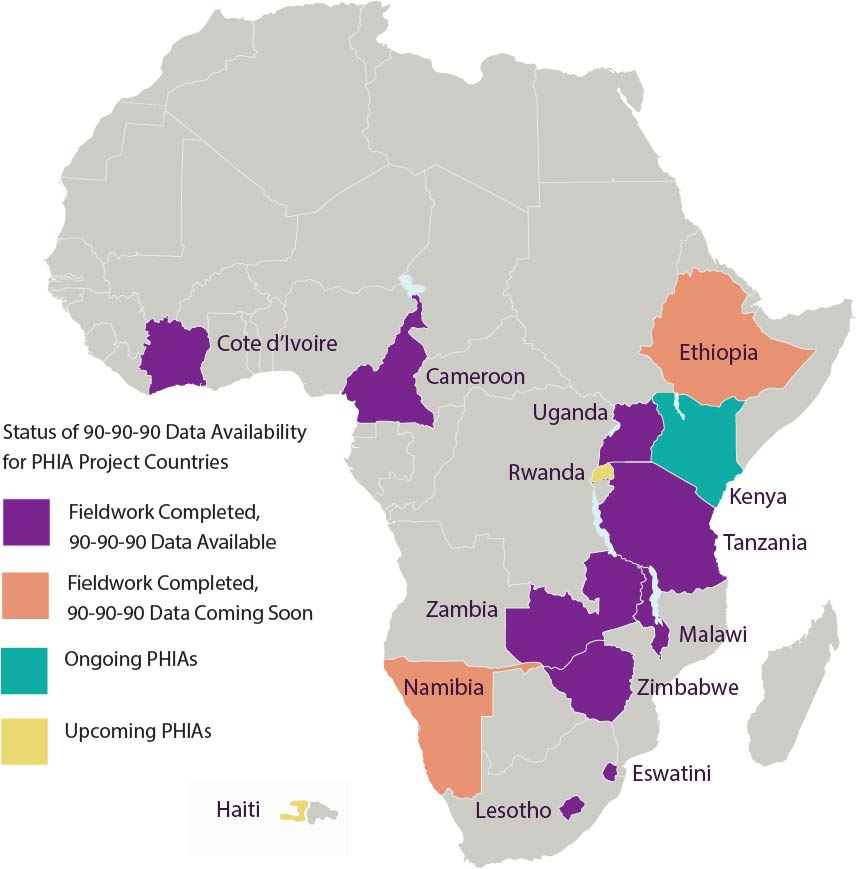 Cote d'Ivoire
Cameroon
Ethiopia
Uganda
Rwanda
Kenya
Tanzania
Zambia
Malawi
Namibia
Zimbabwe
Eswatini
Lesotho
Haiti
Status of 90-90-90 Data Availability
for PHIA Project Countries
Fieldwork Completed,
90-90-90 Data Available
Fieldwork Completed,
90-90-90 Data Coming Soon
Ongoing PHIAs
Upcoming PHIAs